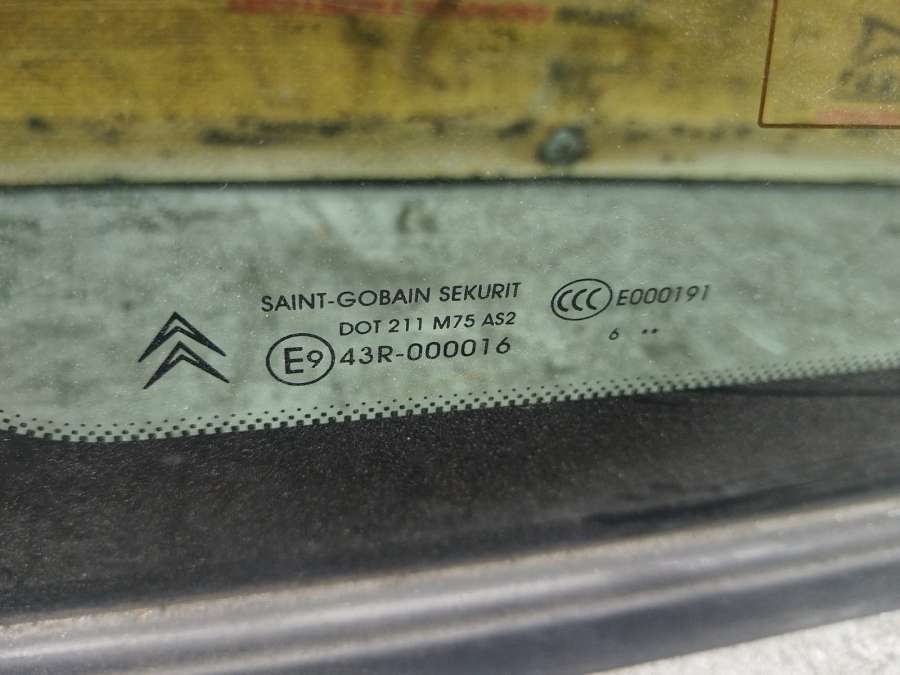 SAINT-GOBAIN SEKURIT
DOT 211 M75 AS2
E9 43R-000016
CCC E000191
6 ..